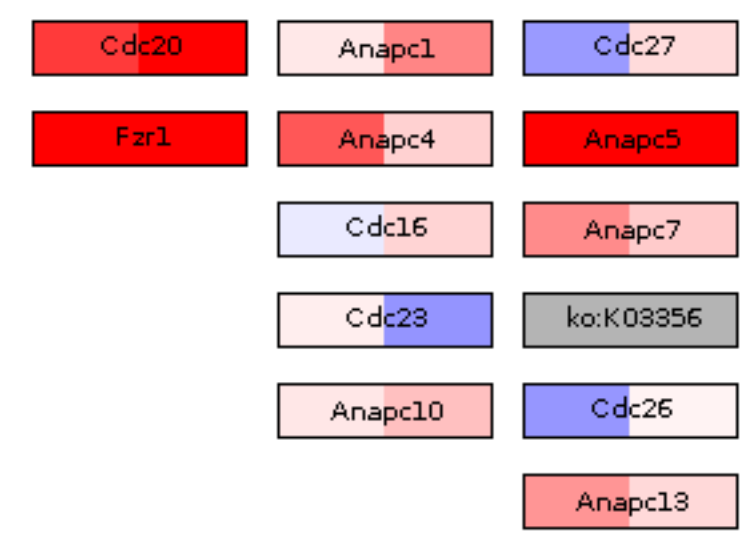 Cdc20
Anapc1
Cdc27
Fzr1
Anapc4
Anapc5
Cdc16
Anapc7
Cdc23
ko:K03356
Anapc10
Cdc26
Anapc13